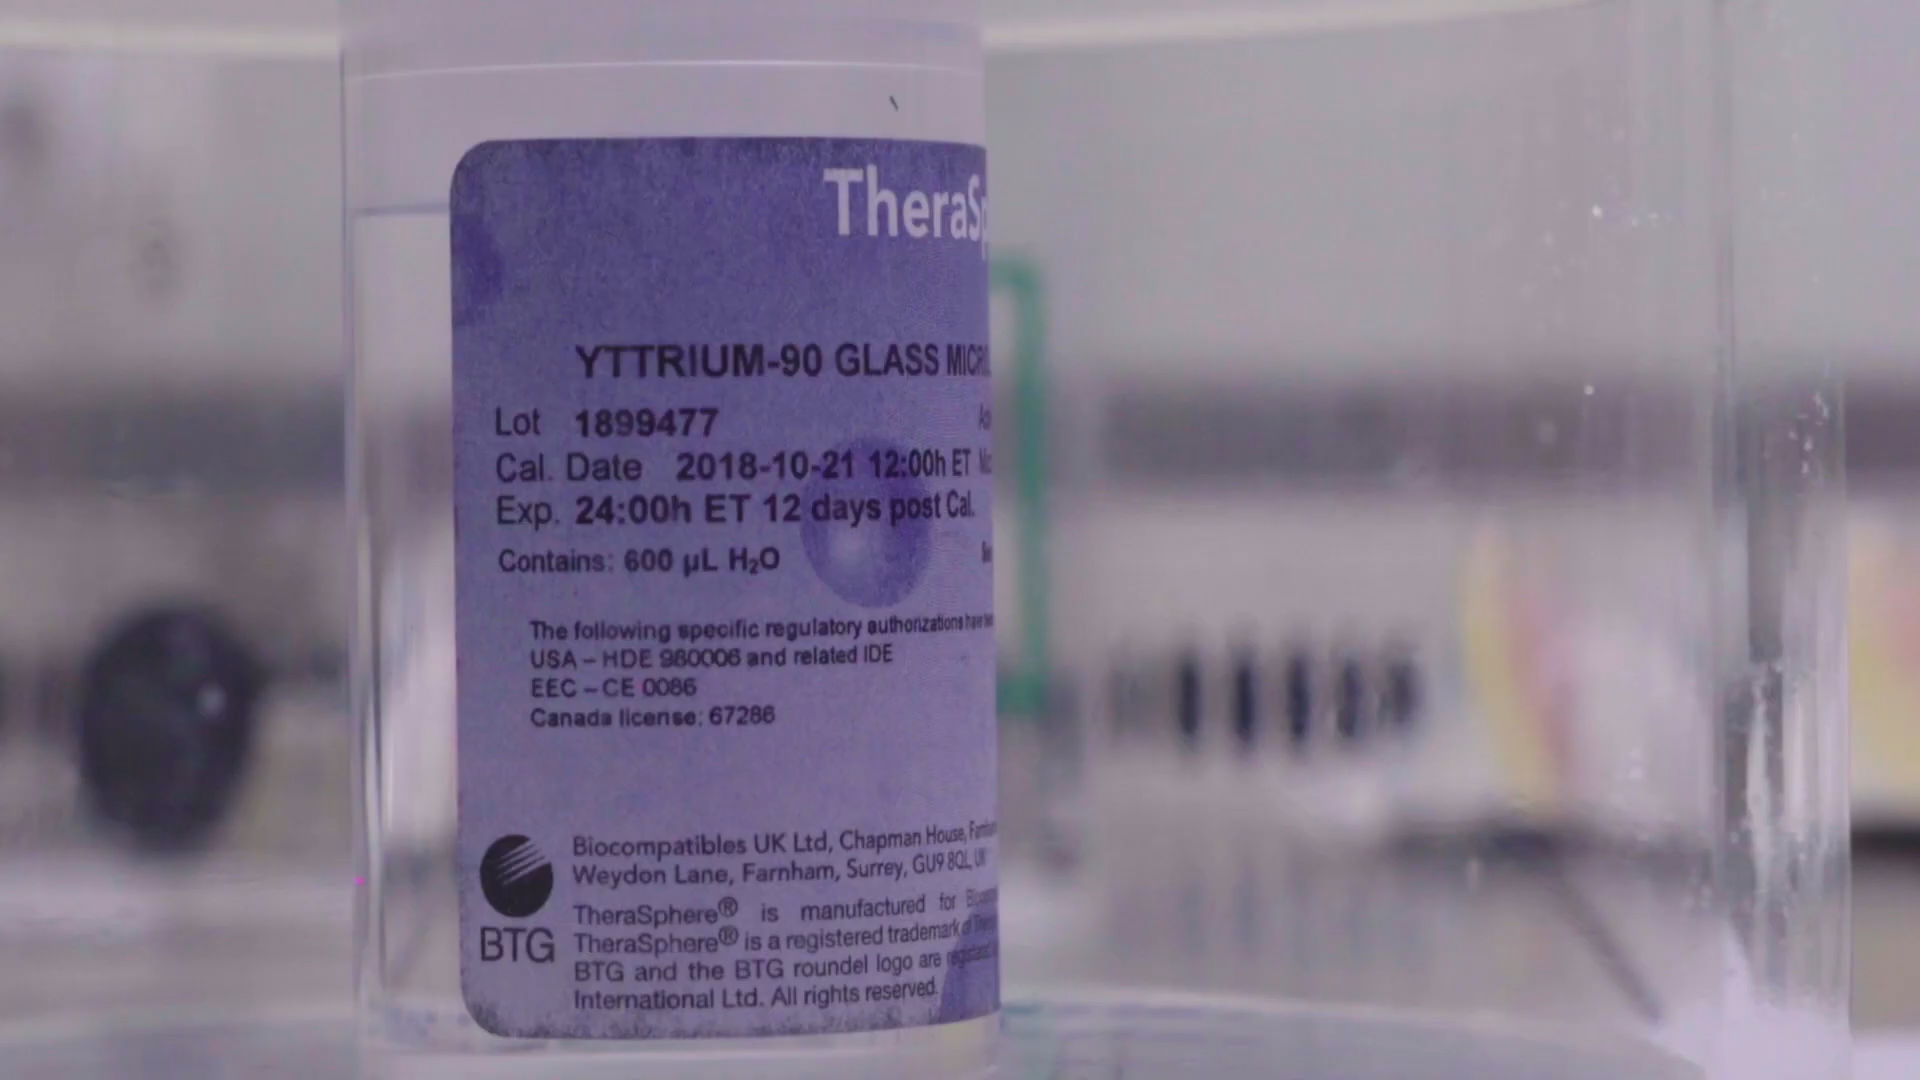 TheraSp
YTTRIUM-90 GLASS MICR
Lot 1899477
Cal. Date 2018-10-21 12:00h ET
Exp. 24:00h ET 12 days post Cal.
Contains: 600 µL H₂O
The following specific regulatory authorizations have
USA – HDE 980006 and related IDE
EEC – CE 0086
Canada license: 67286
Biocompatibles UK Ltd, Chapman House,
Weydon Lane, Farnham, Surrey, GU9 8QL, UK
TheraSphere® is manufactured for
TheraSphere® is a registered trademark of
BTG and the BTG roundel logo are
International Ltd. All rights reserved.
BTG